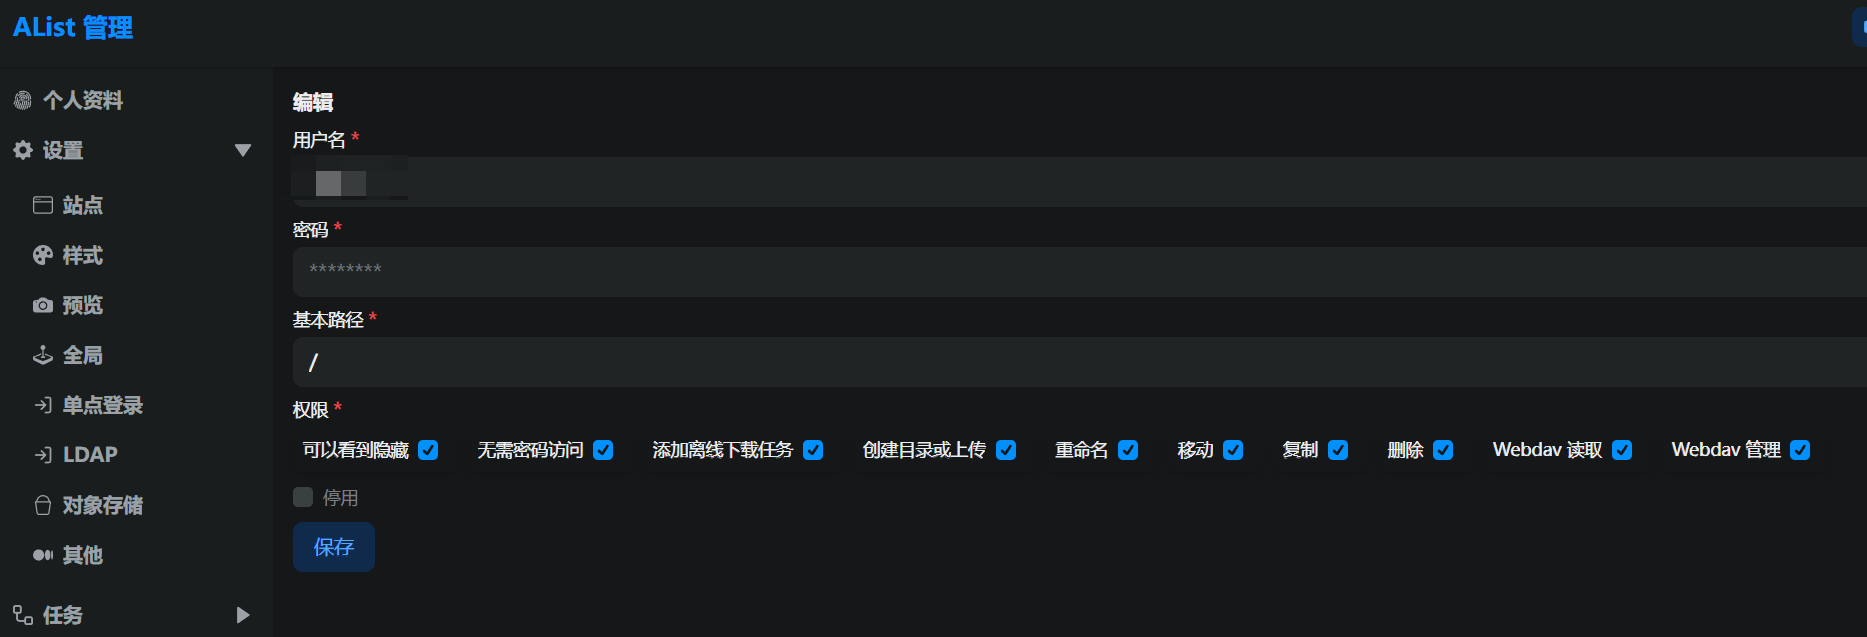 AList 管理
个人资料
设置
站点
样式
预览
全局
单点登录
LDAP
对象存储
其他
任务
编辑
用户名 *
密码 *
********
基本路径 *
/
权限 *
可以看到隐藏 无需密码访问 添加离线下载任务 创建目录或上传 重命名 移动 复制 删除 Webdav 读取 Webdav 管理
停用
保存